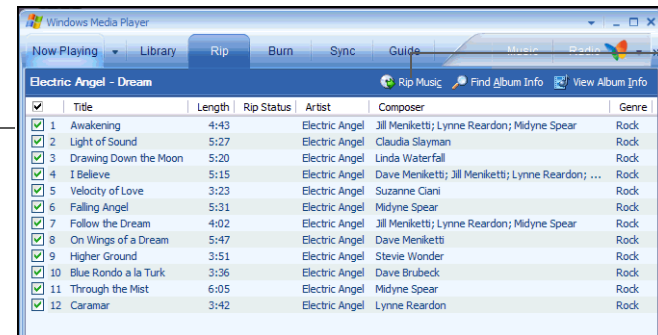 Windows Media Player
Now Playing Library Rip Burn Sync Guide Music Radio
Electric Angel - Dream Rip Music Find Album Info View Album Info
Title Length Rip Status Artist Composer Genre
1 Awakening 4:43 Electric Angel Jill Meniketti; Lynne Reardon; Midyne Spear Rock
2 Light of Sound 5:27 Electric Angel Claudia Slayman Rock
3 Drawing Down the Moon 5:20 Electric Angel Linda Waterfall Rock
4 I Believe 5:15 Electric Angel Dave Meniketti; Jill Meniketti; Lynne Reardon; ... Rock
5 Velocity of Love 3:23 Electric Angel Suzanne Ciani Rock
6 Falling Angel 5:31 Electric Angel Midyne Spear Rock
7 Follow the Dream 4:02 Electric Angel Jill Meniketti; Lynne Reardon; Midyne Spear Rock
8 On Wings of a Dream 5:47 Electric Angel Dave Meniketti Rock
9 Higher Ground 3:51 Electric Angel Stevie Wonder Rock
10 Blue Rondo a la Turk 3:36 Electric Angel Dave Brubeck Rock
11 Through the Mist 6:05 Electric Angel Midyne Spear Rock
12 Caramar 3:42 Electric Angel Lynne Reardon Rock